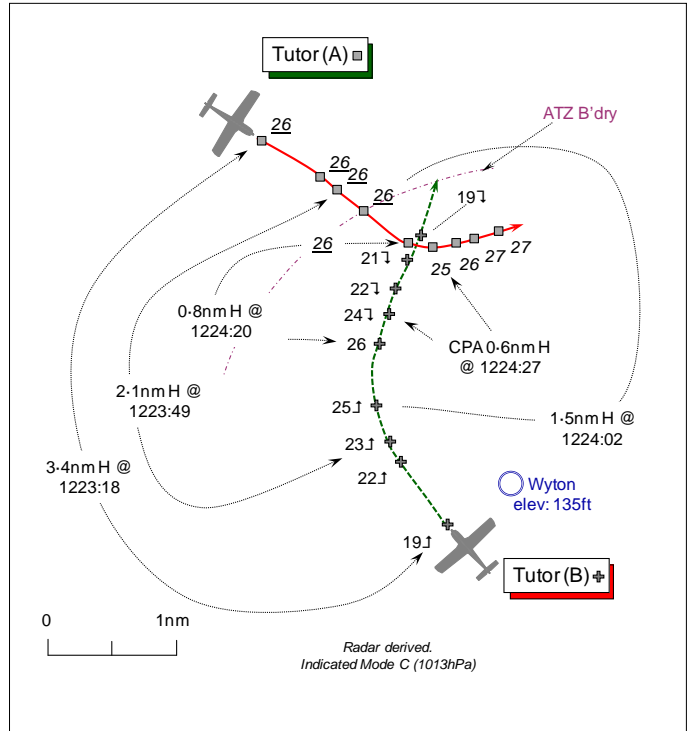 Tutor (A)
ATZ B'dry
26
26
26
26
19
26
21
25 26 27 27
22
0·8nm H @
1224:20
24
CPA 0·6nm H
@ 1224:27
26
2·1nm H @
1223:49
25
1·5nm H @
1224:02
23
3·4nm H @
1223:18
22
Wyton
elev: 135ft
19
Tutor (B)
0 1nm
Radar derived.
Indicated Mode C (1013hPa)